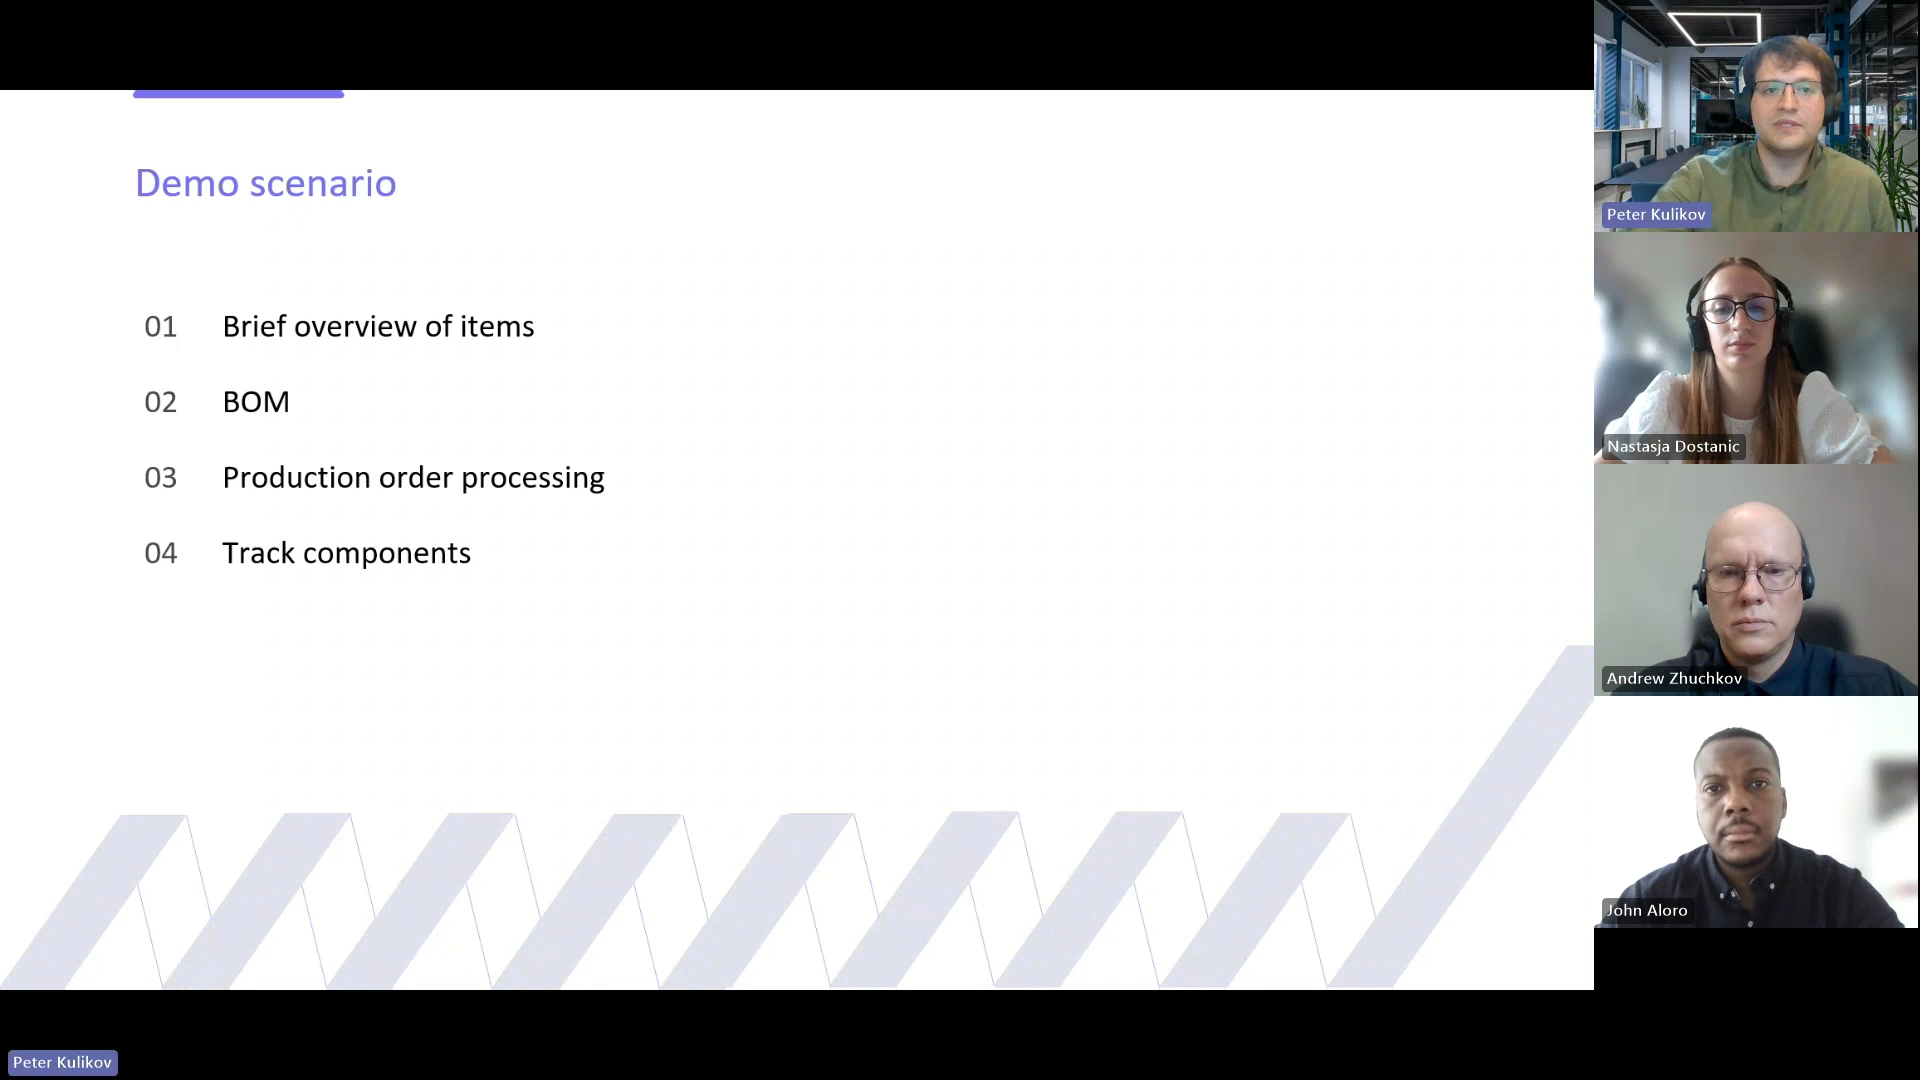 Demo scenario
01 Brief overview of items
02 BOM
03 Production order processing
04 Track components
Peter Kulikov
Nastasja Dostanic
Andrew Zhuchkov
John Aloro
Peter Kulikov